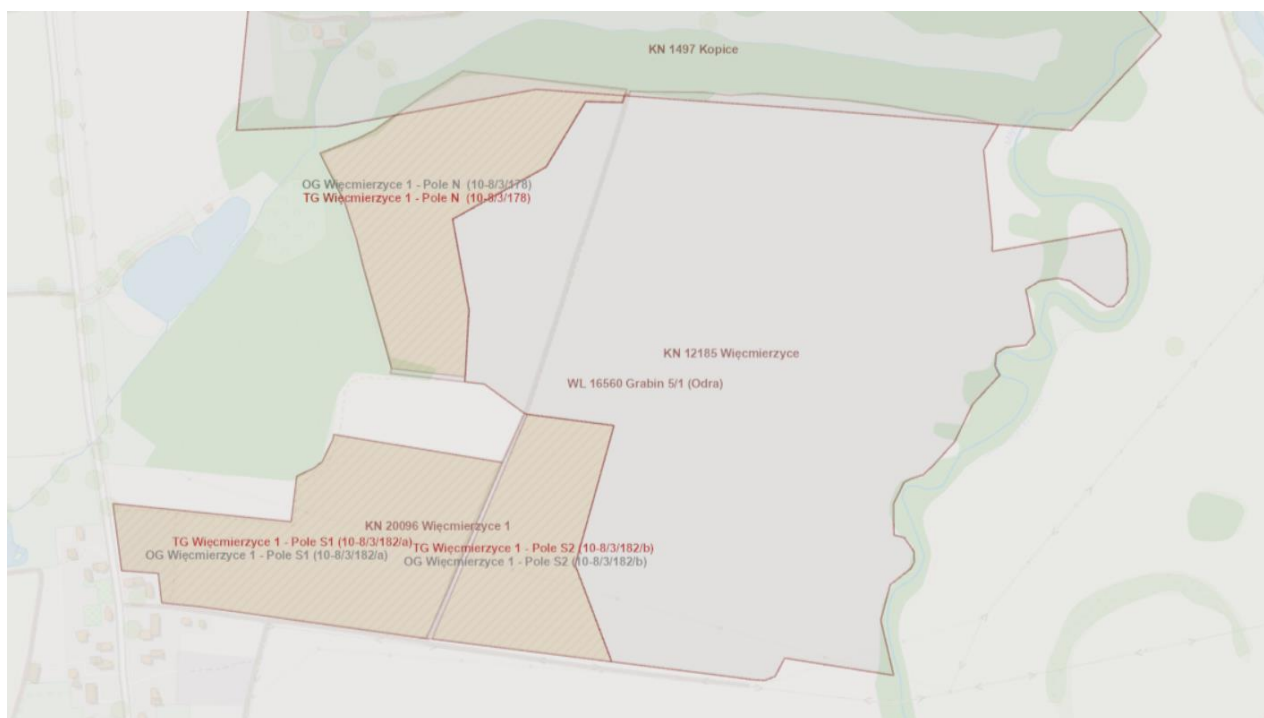 KN 1497 Kopice
OG Więcmierzyce 1 - Pole N (10-8/3/178)
TG Więcmierzyce 1 - Pole N (10-8/3/178)
KN 12185 Więcmierzyce
WL 16560 Grabin 5/1 (Odra)
KN 20096 Więcmierzyce 1
TG Więcmierzyce 1 - Pole S1 (10-8/3/182/a)
OG Więcmierzyce 1 - Pole S1 (10-8/3/182/a)
TG Więcmierzyce 1 - Pole S2 (10-8/3/182/b)
OG Więcmierzyce 1 - Pole S2 (10-8/3/182/b)